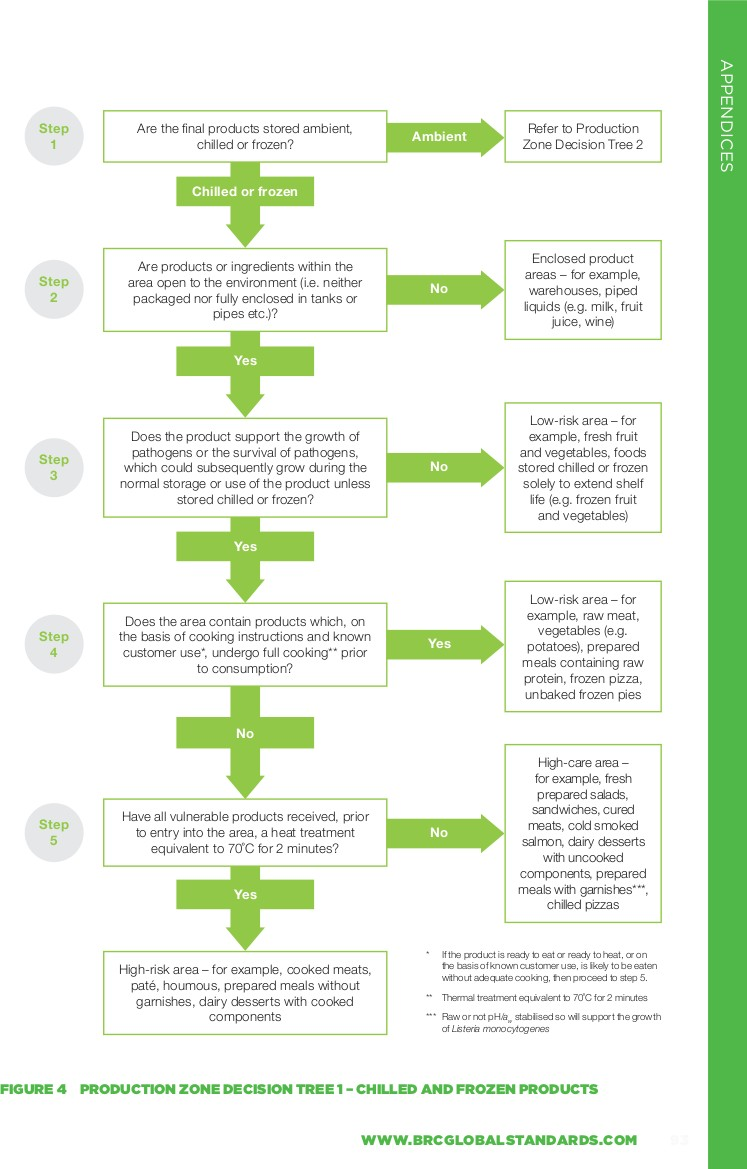 APPENDICES
Step
1
Are the final products stored ambient,
chilled or frozen?
Ambient
Refer to Production
Zone Decision Tree 2
Chilled or frozen
Step
2
Are products or ingredients within the
area open to the environment (i.e. neither
packaged nor fully enclosed in tanks or
pipes etc.)?
No
Enclosed product
areas – for example,
warehouses, piped
liquids (e.g. milk, fruit
juice, wine)
Yes
Step
3
Does the product support the growth of
pathogens or the survival of pathogens,
which could subsequently grow during the
normal storage or use of the product unless
stored chilled or frozen?
No
Low-risk area – for
example, fresh fruit
and vegetables, foods
stored chilled or frozen
solely to extend shelf
life (e.g. frozen fruit
and vegetables)
Yes
Step
4
Does the area contain products which, on
the basis of cooking instructions and known
customer use*, undergo full cooking** prior
to consumption?
Yes
Low-risk area – for
example, raw meat,
vegetables (e.g.
potatoes), prepared
meals containing raw
protein, frozen pizza,
unbaked frozen pies
No
Step
5
Have all vulnerable products received, prior
to entry into the area, a heat treatment
equivalent to 70˚C for 2 minutes?
No
High-care area –
for example, fresh
prepared salads,
sandwiches, cured
meats, cold smoked
salmon, dairy desserts
with uncooked
components, prepared
meals with garnishes***,
chilled pizzas
Yes
High-risk area – for example, cooked meats,
paté, houmous, prepared meals without
garnishes, dairy desserts with cooked
components
* If the product is ready to eat or ready to heat, or on
the basis of known customer use, is likely to be eaten
without adequate cooking, then proceed to step 5.
** Thermal treatment equivalent to 70˚C for 2 minutes
*** Raw or not pH/aw stabilised so will support the growth
of Listeria monocytogenes
FIGURE 4 PRODUCTION ZONE DECISION TREE 1 – CHILLED AND FROZEN PRODUCTS
WWW.BRCGLOBALSTANDARDS.COM